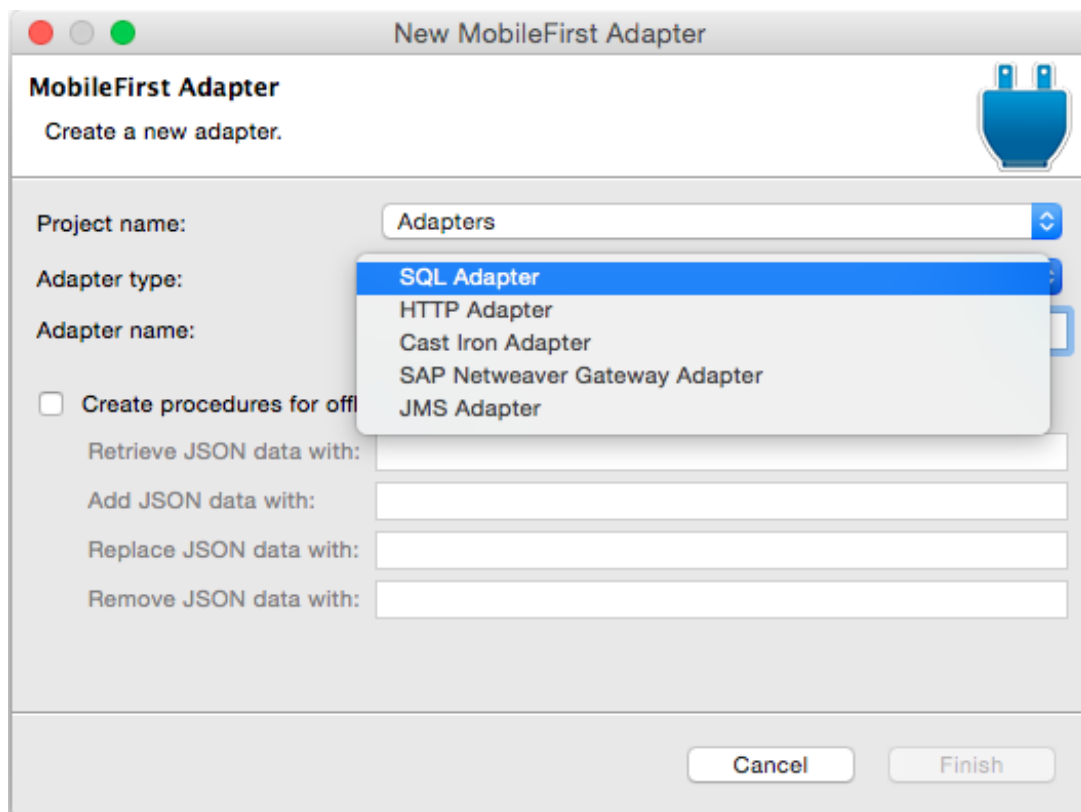 New MobileFirst Adapter
MobileFirst Adapter
Create a new adapter.
Project name:
Adapters
Adapter type:
SQL Adapter
HTTP Adapter
Cast Iron Adapter
SAP Netweaver Gateway Adapter
JMS Adapter
Adapter name:
Create procedures for
Retrieve JSON data with:
Add JSON data with:
Replace JSON data with:
Remove JSON data with:
Cancel
Finish